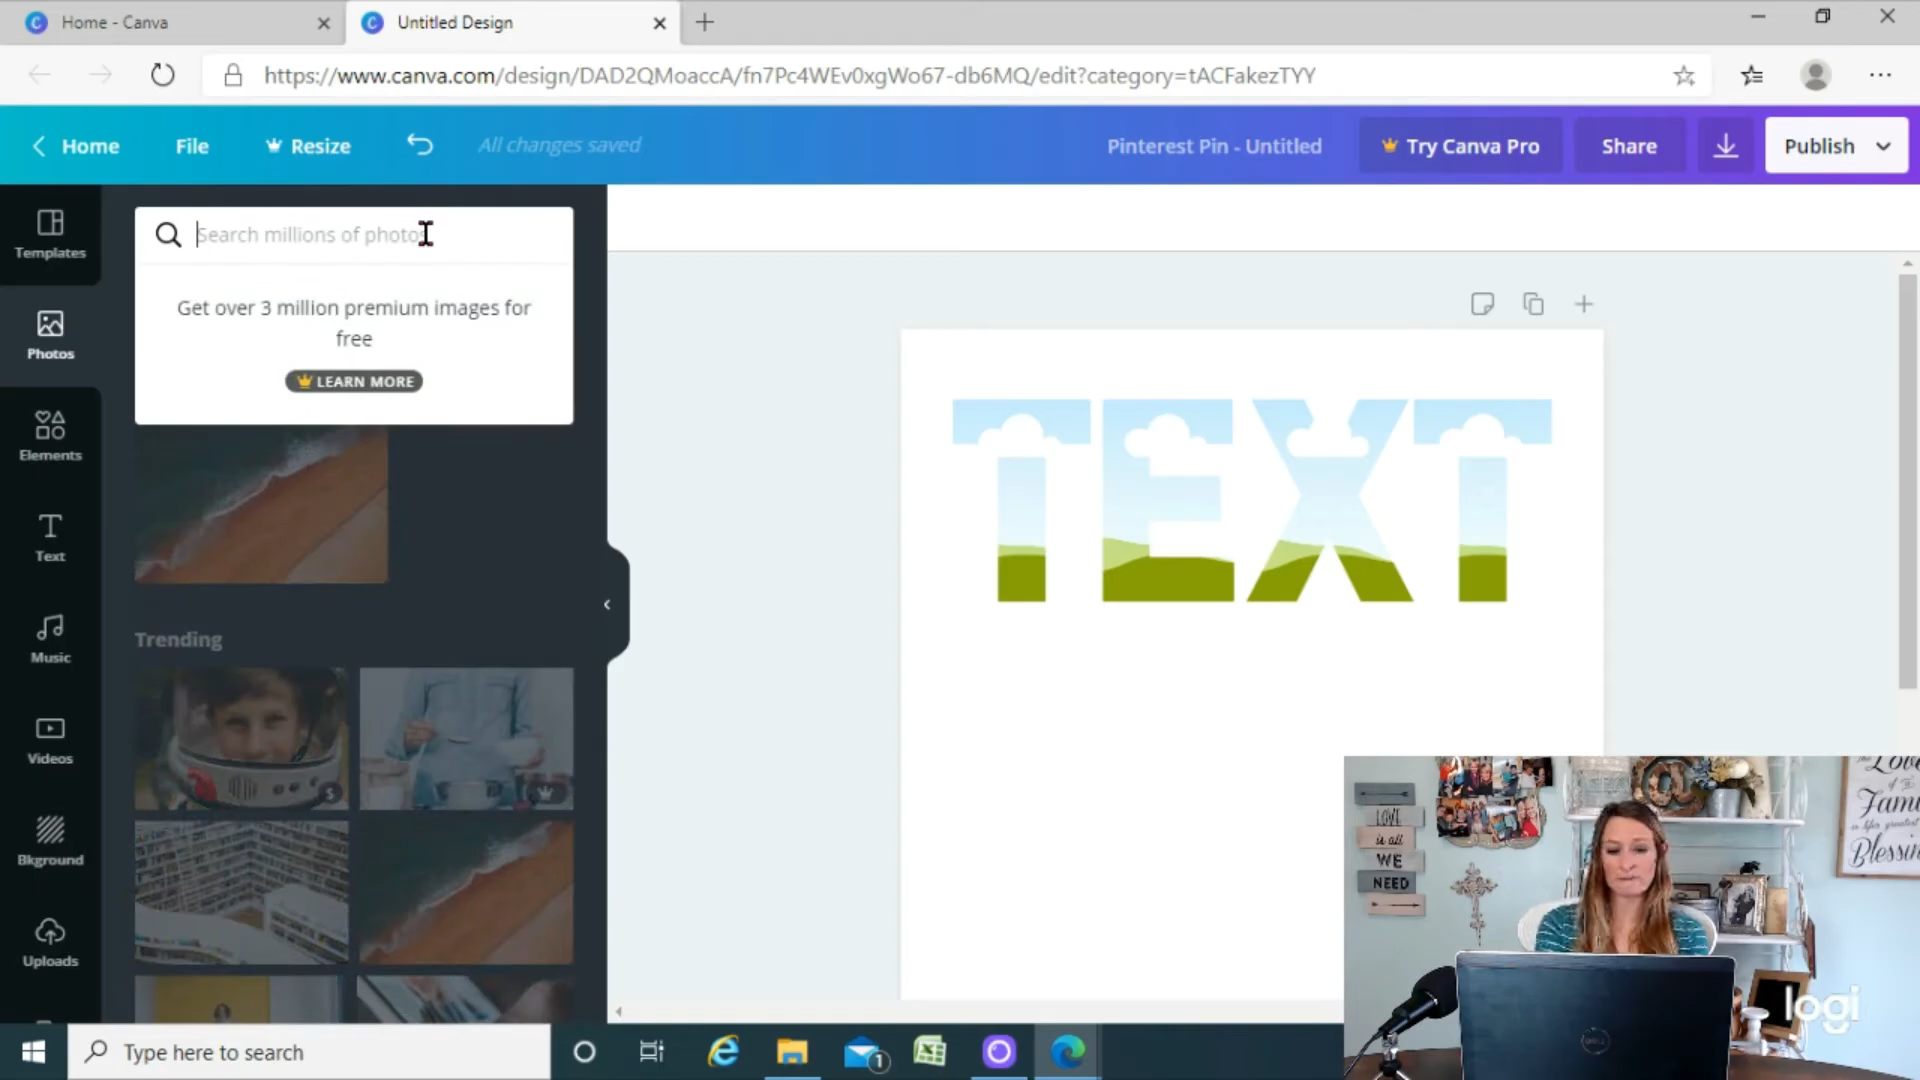 Home - Canva
Untitled Design
https://www.canva.com/design/DAD2QMoaccA/fn7Pc4WEv0xgWo67-db6MQ/edit?category=tACFakezTYY
Home
File
Resize
All changes saved
Pinterest Pin - Untitled
Try Canva Pro
Share
Publish
Templates
Photos
Elements
Text
Music
Videos
Bkground
Uploads
Search millions of photos
Get over 3 million premium images for
free
LEARN MORE
Trending
TEXT
LOVE
is all
WE
NEED
Love
Blessin
logi
Type here to search
1